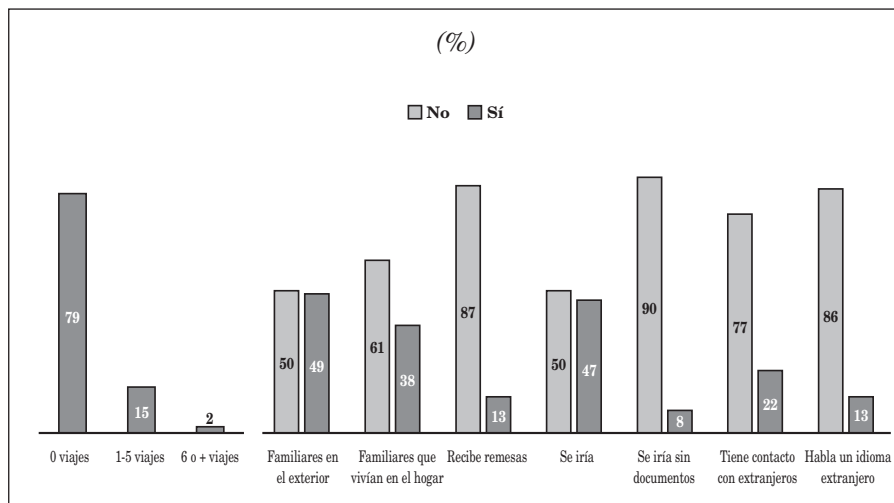 (%)
No Sí
79
15
2
50
49
61
38
87
13
50
47
90
8
77
22
86
13
0 viajes
1-5 viajes
6 o + viajes
Familiares en
el exterior
Familiares que
vivían en el hogar
Recibe remesas
Se iría
Se iría sin
documentos
Tiene contacto
con extranjeros
Habla un idioma
extranjero